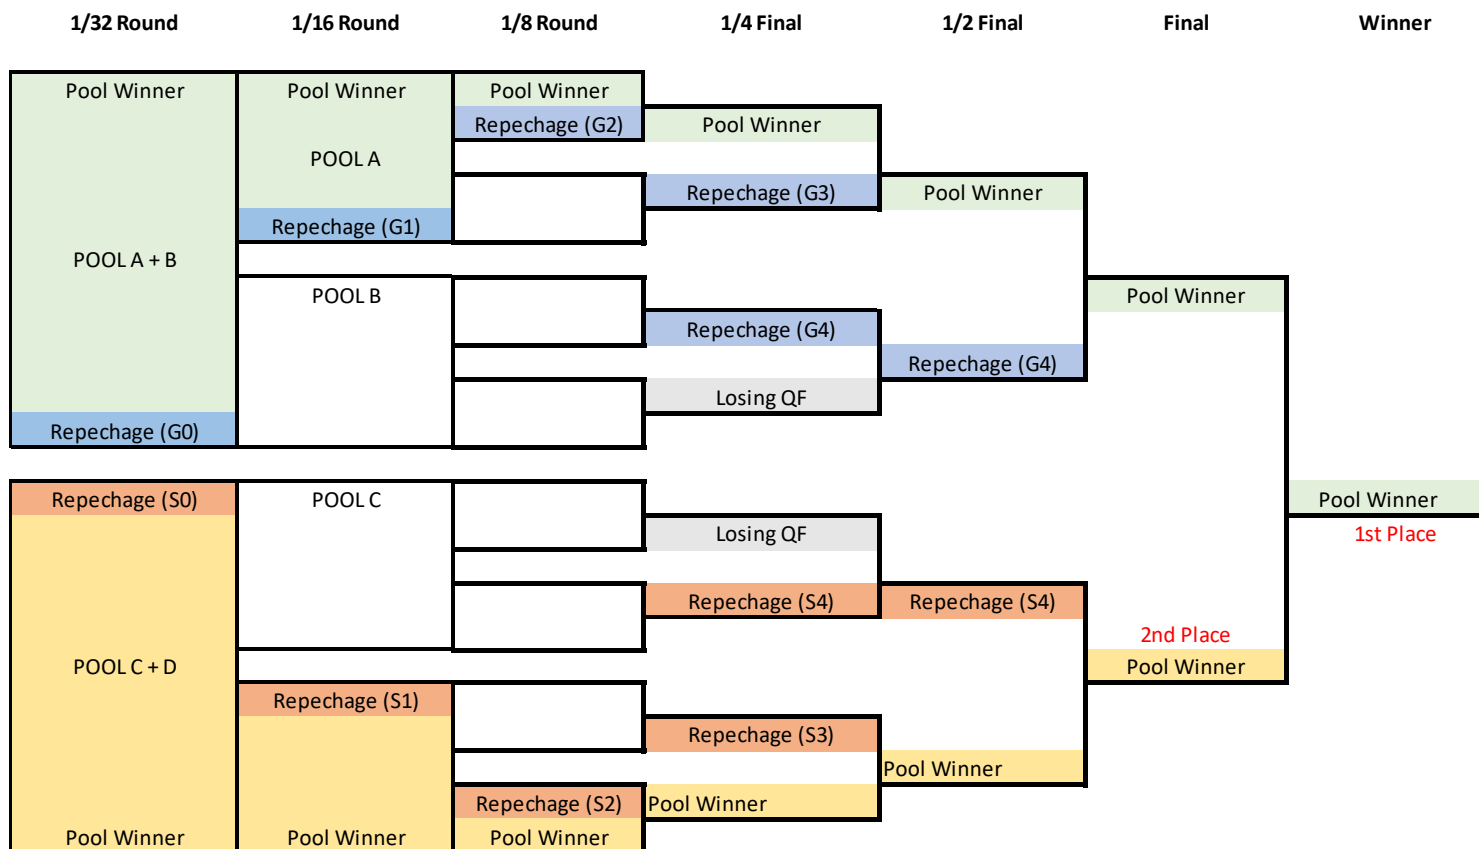 1/32 Round 1/16 Round 1/8 Round 1/4 Final 1/2 Final Final Winner
Pool Winner Pool Winner Pool Winner
Repechage (G2) Pool Winner
POOL A
Repechage (G3) Pool Winner
Repechage (G1)
POOL A + B
POOL B Pool Winner
Repechage (G4)
Repechage (G4)
Losing QF
Repechage (G0)
Repechage (S0) POOL C Pool Winner
Losing QF 1st Place
Repechage (S4) Repechage (S4)
2nd Place
POOL C + D Pool Winner
Repechage (S1)
Repechage (S3)
Pool Winner
Repechage (S2) Pool Winner
Pool Winner Pool Winner Pool Winner